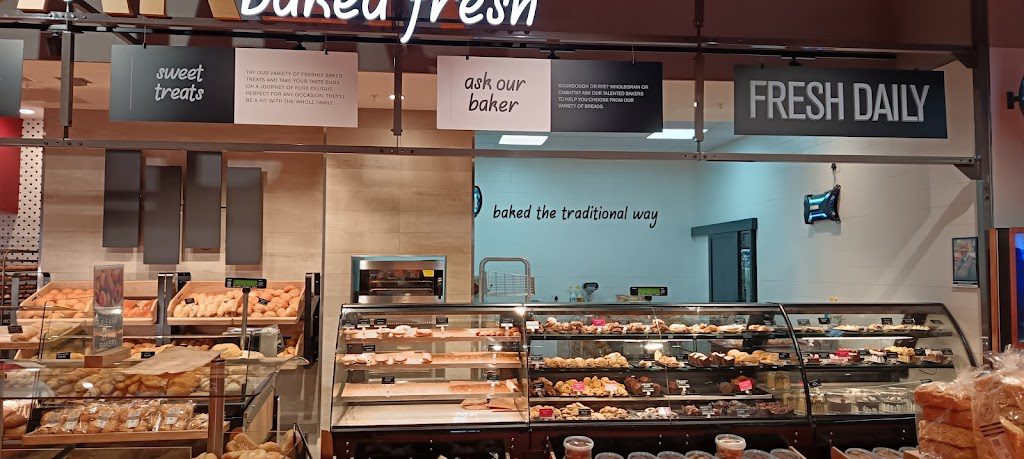 baked fresh
sweet
treats
TRY OUR VARIETY OF FRESHLY BAKED
TREATS AND TAKE YOUR TASTE BUDS
ON A JOURNEY OF PURE DELIGHT.
PERFECT FOR ANY OCCASION, THEY'LL
BE A HIT WITH THE WHOLE FAMILY.
ask our
baker
SOURDOUGH OR RYE? WHOLEGRAIN OR
CIABATTA? ASK OUR TALENTED BAKERS
TO HELP YOU CHOOSE FROM OUR
VARIETY OF BREADS.
FRESH DAILY
baked the traditional way